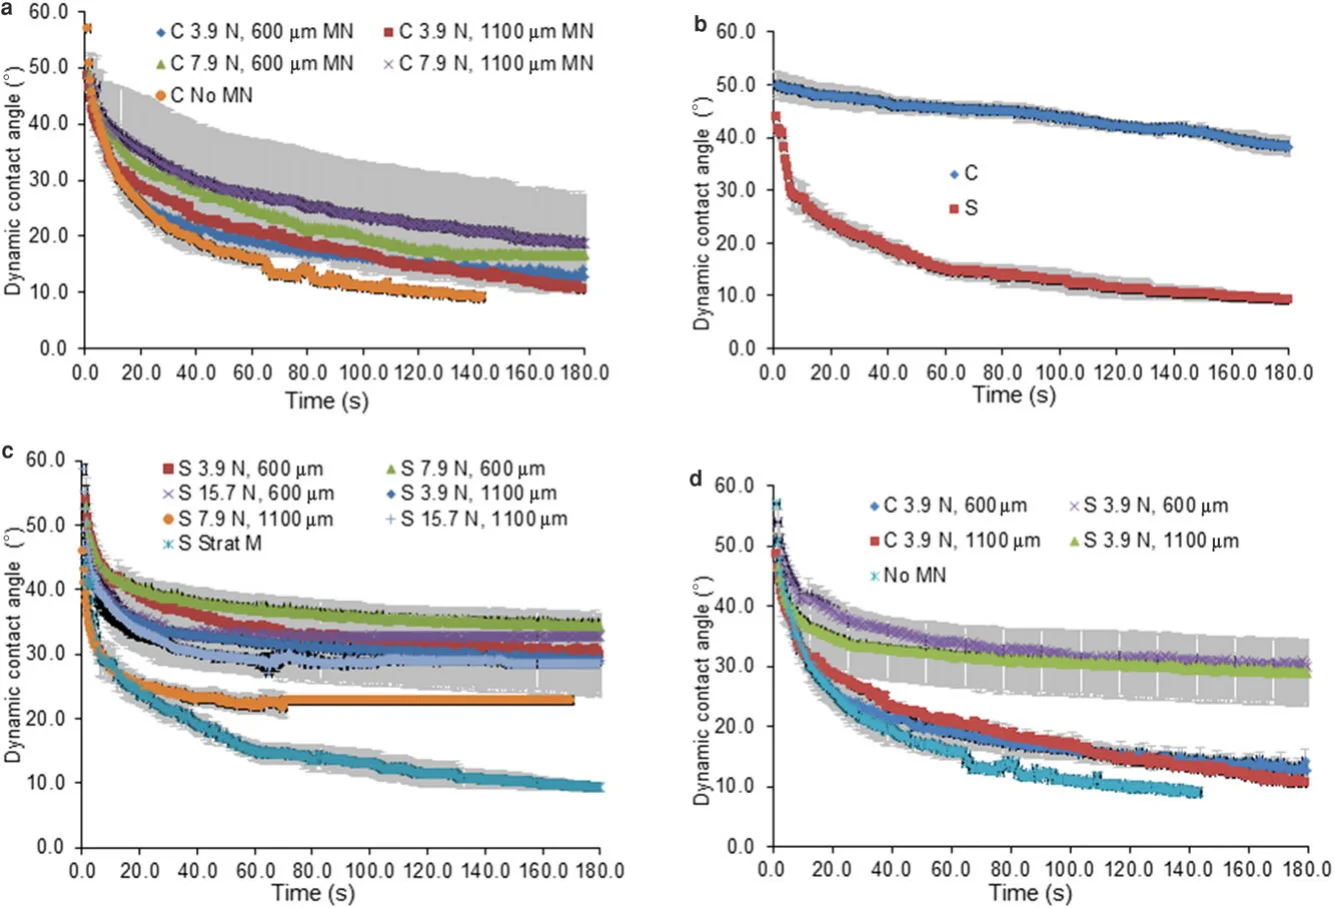 a
60.0
50.0
40.0
30.0
20.0
10.0
0.0
Dynamic contact angle (°)
C 3.9 N, 600 μm MN
C 3.9 N, 1100 μm MN
C 7.9 N, 600 μm MN
C 7.9 N, 1100 μm MN
C No MN
0.0 20.0 40.0 60.0 80.0 100.0 120.0 140.0 160.0 180.0
Time (s)
b
60.0
50.0
40.0
30.0
20.0
10.0
0.0
Dynamic contact angle (°)
C
S
0.0 20.0 40.0 60.0 80.0 100.0 120.0 140.0 160.0 180.0
Time (s)
c
60.0
50.0
40.0
30.0
20.0
10.0
0.0
Dynamic contact angle (°)
S 3.9 N, 600 μm
S 7.9 N, 600 μm
S 15.7 N, 600 μm
S 3.9 N, 1100 μm
S 7.9 N, 1100 μm
S 15.7 N, 1100 μm
S Strat M
0.0 20.0 40.0 60.0 80.0 100.0 120.0 140.0 160.0 180.0
Time (s)
d
60.0
50.0
40.0
30.0
20.0
10.0
0.0
Dynamic contact angle (°)
C 3.9 N, 600 μm
S 3.9 N, 600 μm
C 3.9 N, 1100 μm
S 3.9 N, 1100 μm
No MN
0.0 20.0 40.0 60.0 80.0 100.0 120.0 140.0 160.0 180.0
Time (s)